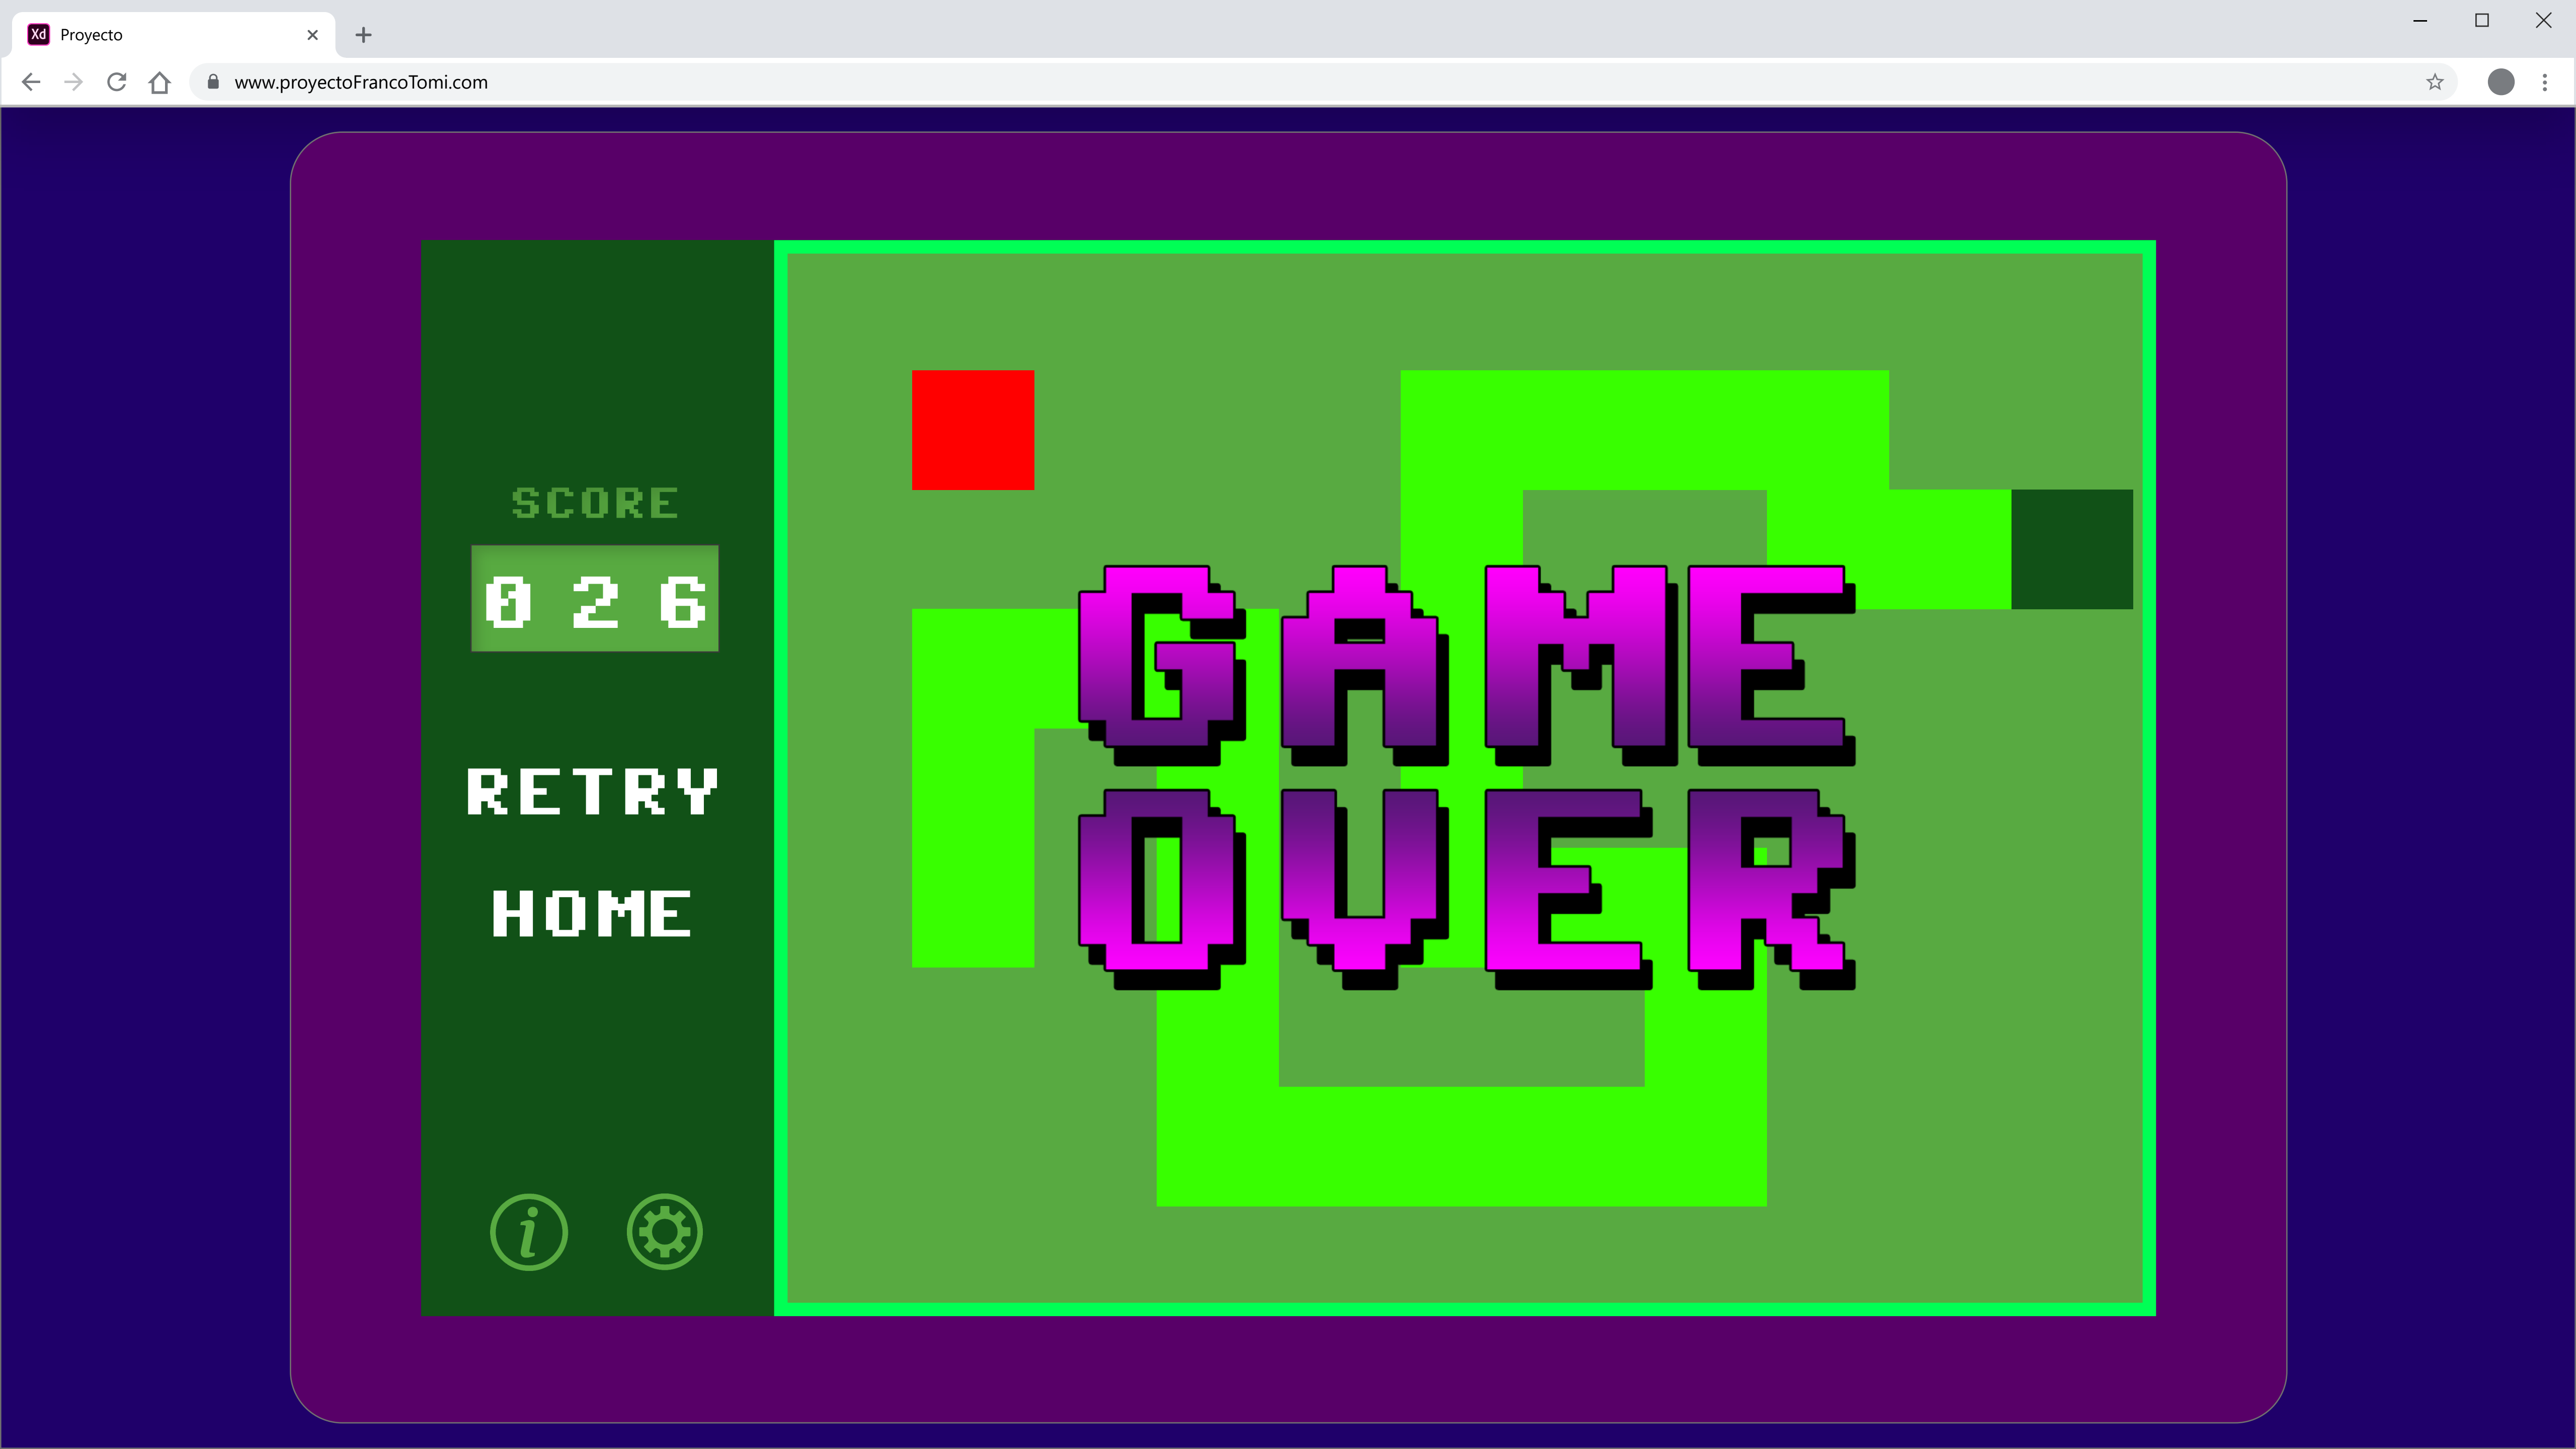 Xd Proyecto
www.proyectoFrancoTomi.com
SCORE
0 2 6
RETRY
HOME
i
GAME
OVER